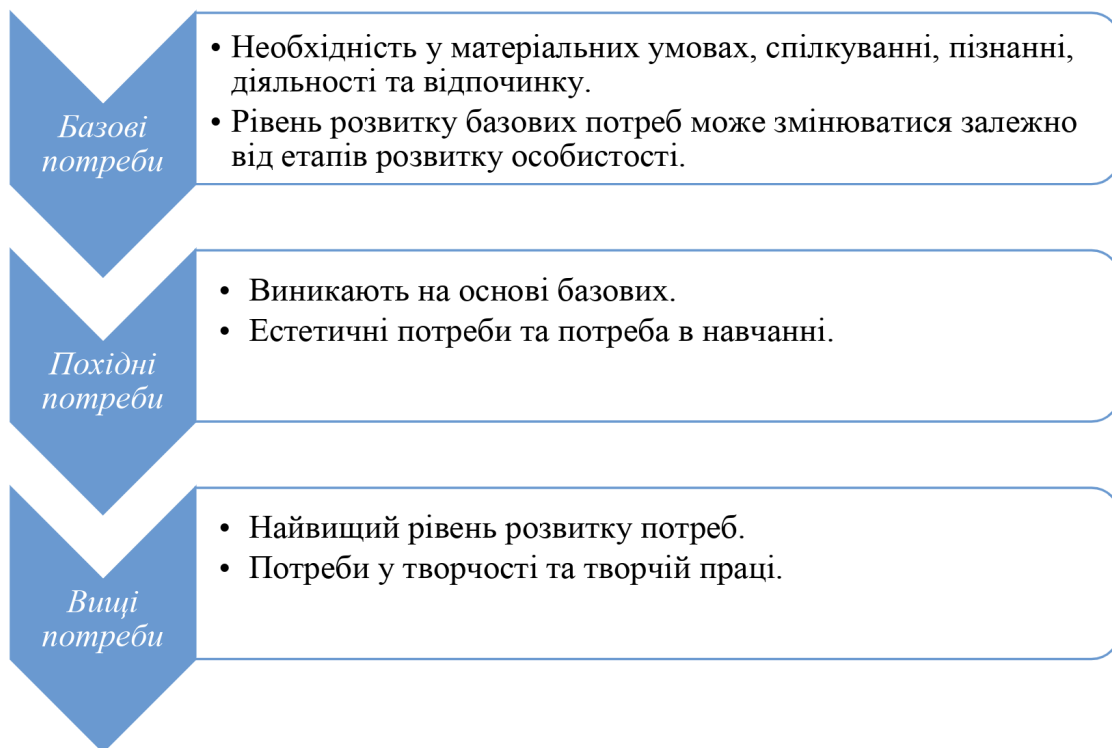 Базові
потреби
• Необхідність у матеріальних умовах, спілкуванні, пізнанні,
діяльності та відпочинку.
• Рівень розвитку базових потреб може змінюватися залежно
від етапів розвитку особистості.
Похідні
потреби
• Виникають на основі базових.
• Естетичні потреби та потреба в навчанні.
Вищі
потреби
• Найвищий рівень розвитку потреб.
• Потреби у творчості та творчій праці.